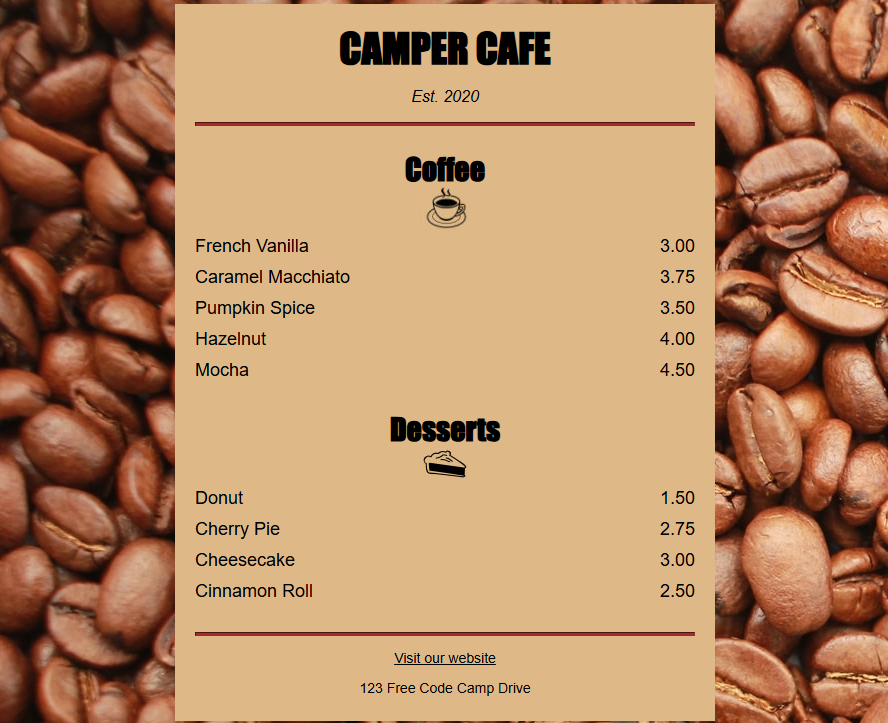 CAMPER CAFE
Est. 2020
Coffee
French Vanilla 3.00
Caramel Macchiato 3.75
Pumpkin Spice 3.50
Hazelnut 4.00
Mocha 4.50
Desserts
Donut 1.50
Cherry Pie 2.75
Cheesecake 3.00
Cinnamon Roll 2.50
Visit our website
123 Free Code Camp Drive